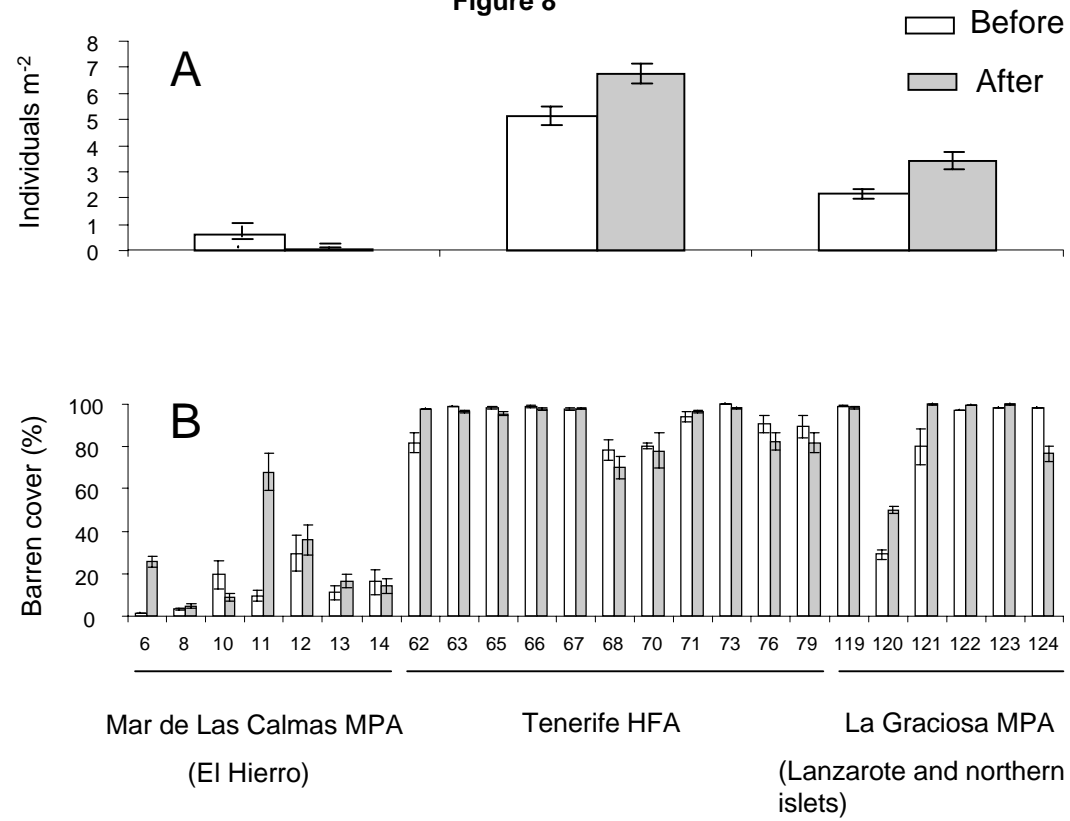 Figure 8
Before
After
A
Individuals m-2
8
7
6
5
4
3
2
1
0
B
Barren cover (%)
100
80
60
40
20
0
6 8 10 11 12 13 14 62 63 65 66 67 68 70 71 73 76 79 119 120 121 122 123 124
Mar de Las Calmas MPA
(El Hierro)
Tenerife HFA
La Graciosa MPA
(Lanzarote and northern
islets)